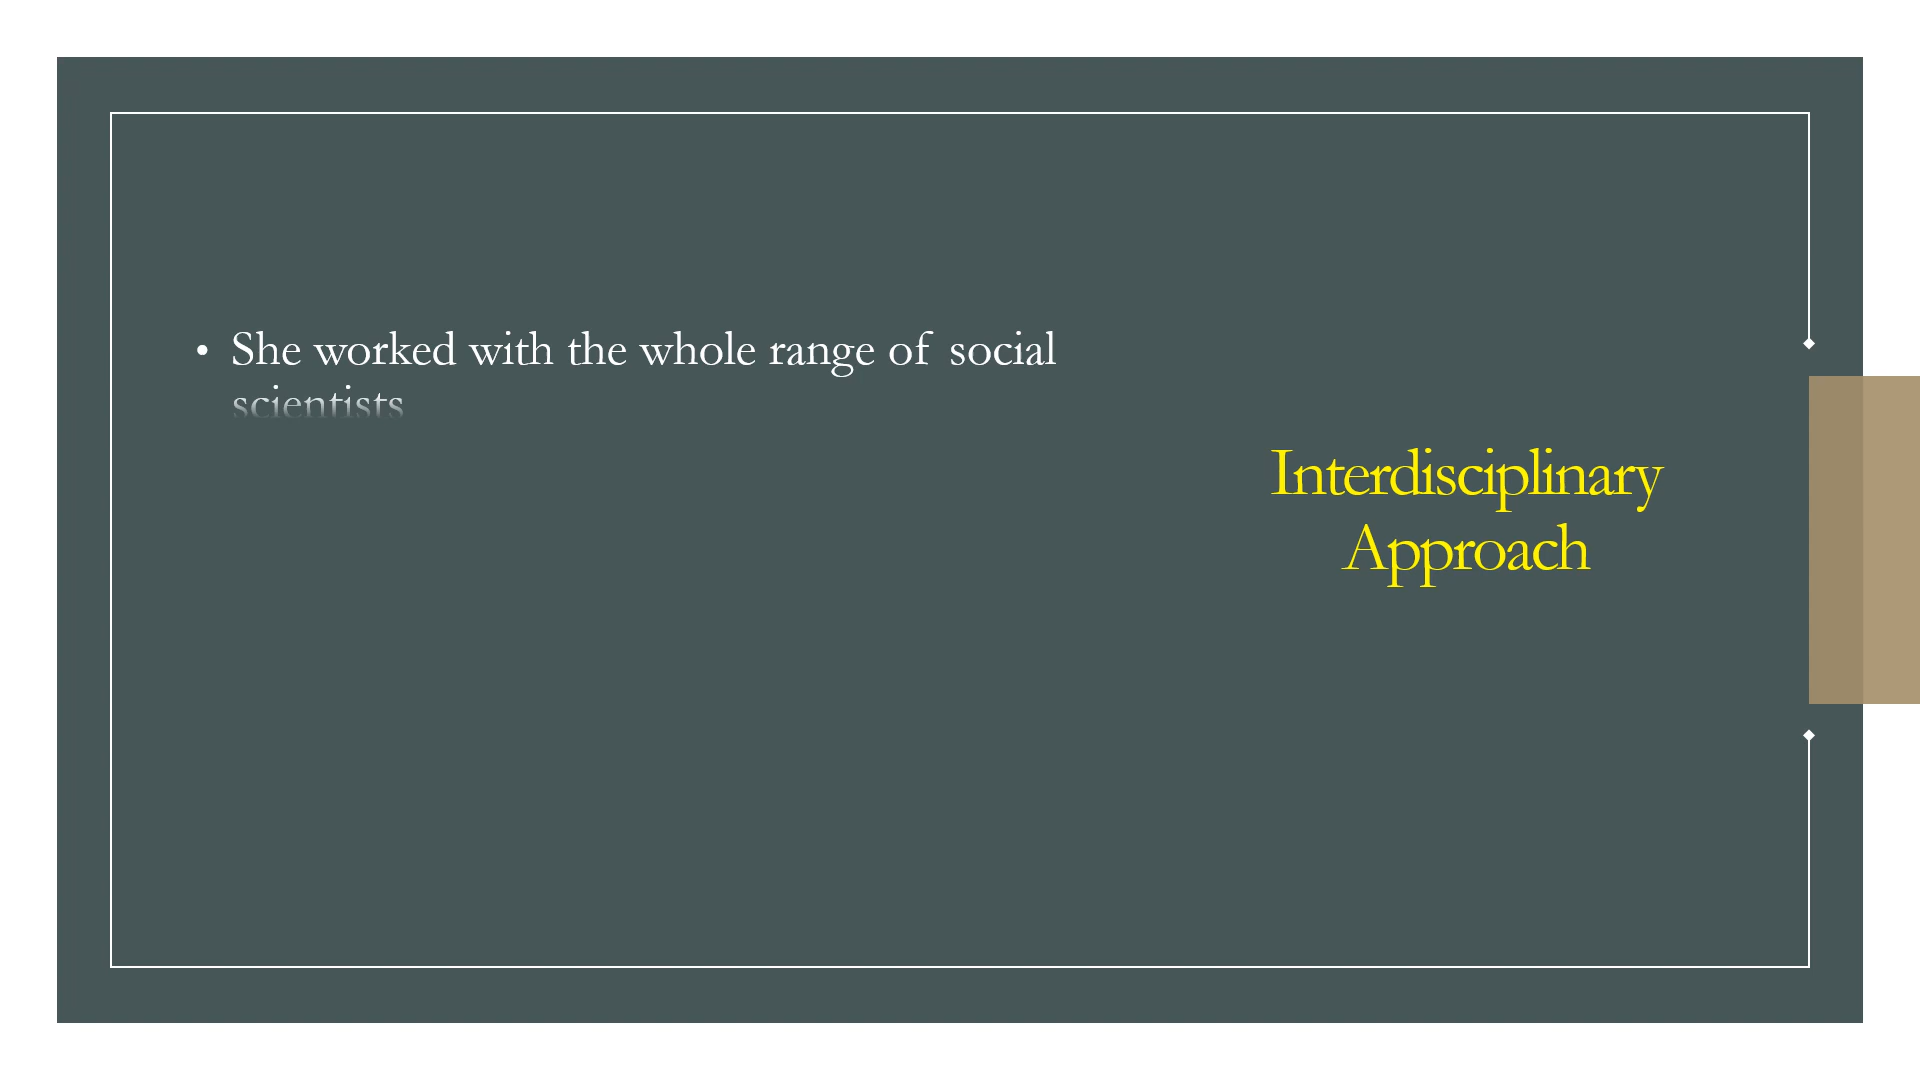 • She worked with the whole range of social
scientists
Interdisciplinary
Approach